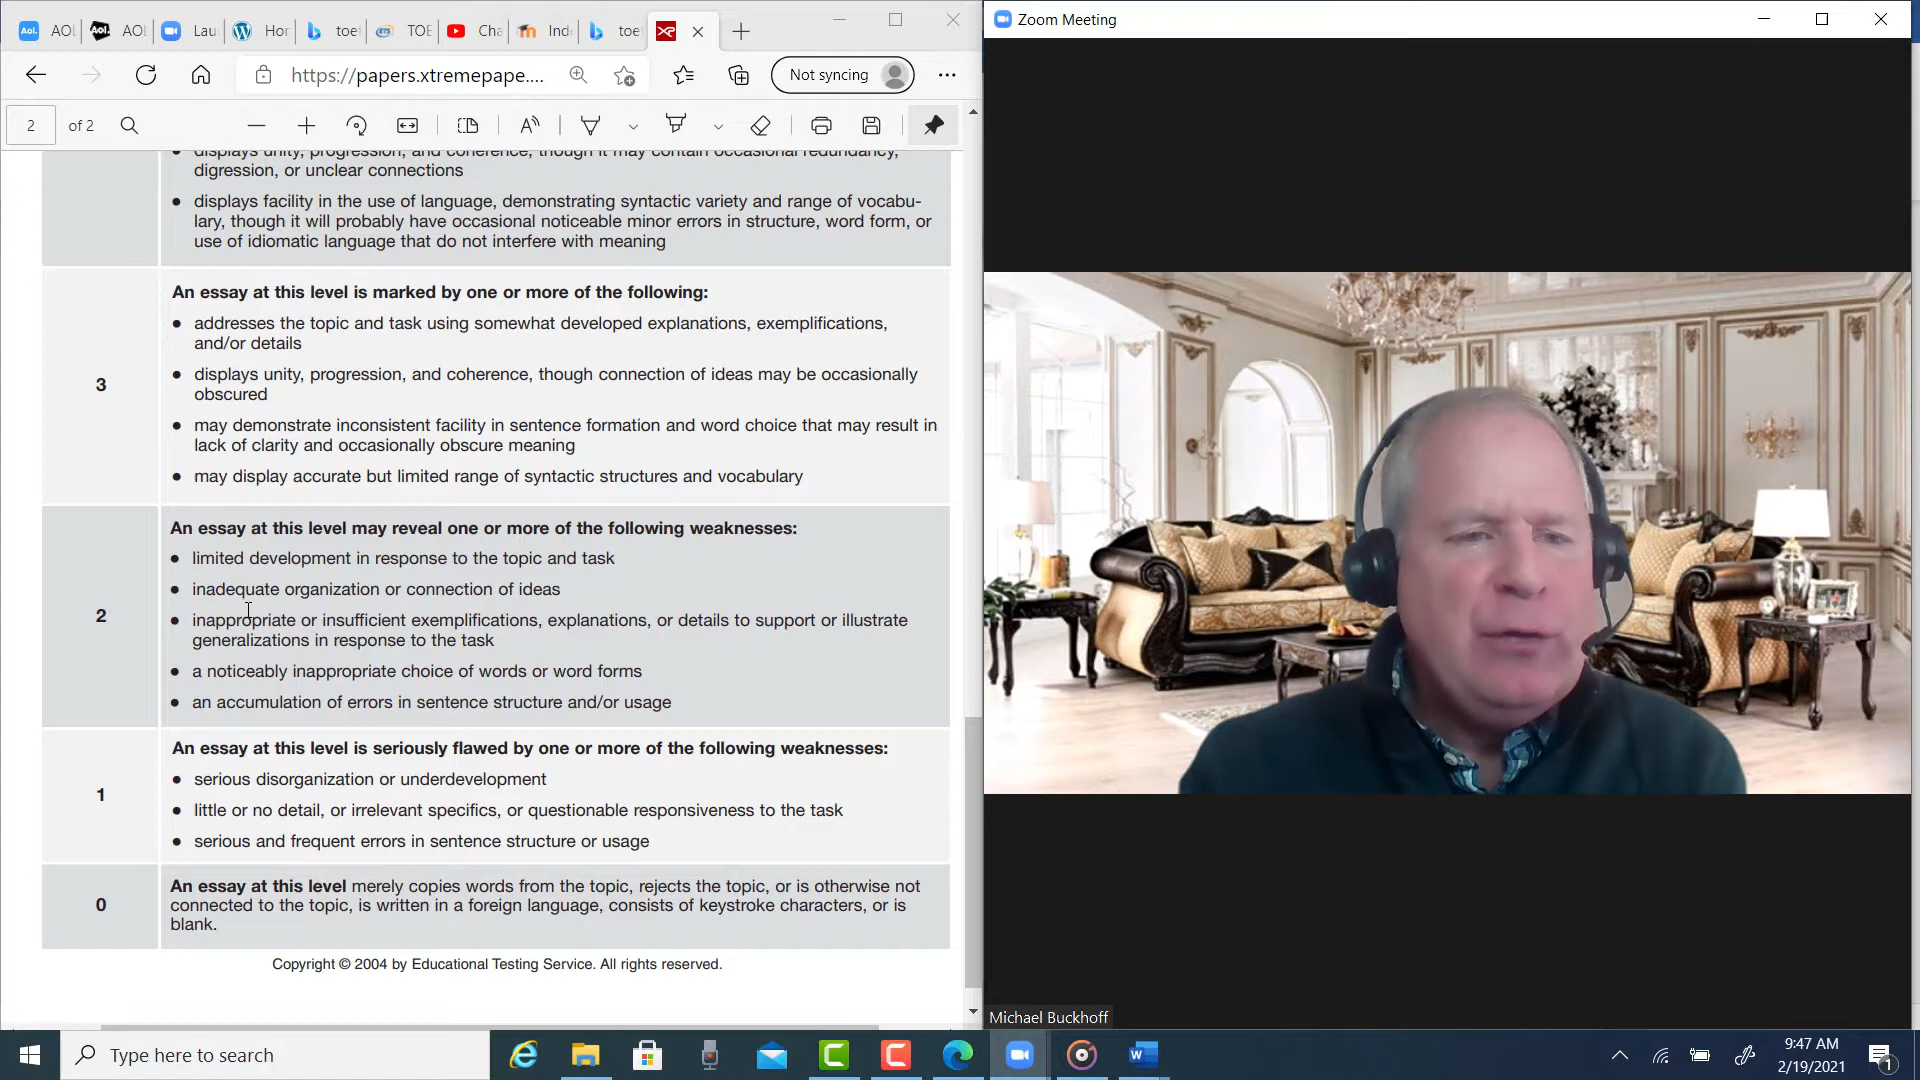 Aol.
AOl
Aol.
AOl
Lau
Hor
toef
ETS
TOE
Cha
Inde
toef
XP
Zoom Meeting
https://papers.xtremepape....
Not syncing
2
of 2
displays unity, progression, and coherence, though it may contain occasional redundancy,
digression, or unclear connections
displays facility in the use of language, demonstrating syntactic variety and range of vocabu-
lary, though it will probably have occasional noticeable minor errors in structure, word form, or
use of idiomatic language that do not interfere with meaning
3
An essay at this level is marked by one or more of the following:
addresses the topic and task using somewhat developed explanations, exemplifications,
and/or details
displays unity, progression, and coherence, though connection of ideas may be occasionally
obscured
may demonstrate inconsistent facility in sentence formation and word choice that may result in
lack of clarity and occasionally obscure meaning
may display accurate but limited range of syntactic structures and vocabulary
2
An essay at this level may reveal one or more of the following weaknesses:
limited development in response to the topic and task
inadequate organization or connection of ideas
inappropriate or insufficient exemplifications, explanations, or details to support or illustrate
generalizations in response to the task
a noticeably inappropriate choice of words or word forms
an accumulation of errors in sentence structure and/or usage
1
An essay at this level is seriously flawed by one or more of the following weaknesses:
serious disorganization or underdevelopment
little or no detail, or irrelevant specifics, or questionable responsiveness to the task
serious and frequent errors in sentence structure or usage
0
An essay at this level merely copies words from the topic, rejects the topic, or is otherwise not
connected to the topic, is written in a foreign language, consists of keystroke characters, or is
blank.
Copyright © 2004 by Educational Testing Service. All rights reserved.
Michael Buckhoff
Type here to search
9:47 AM
2/19/2021
1